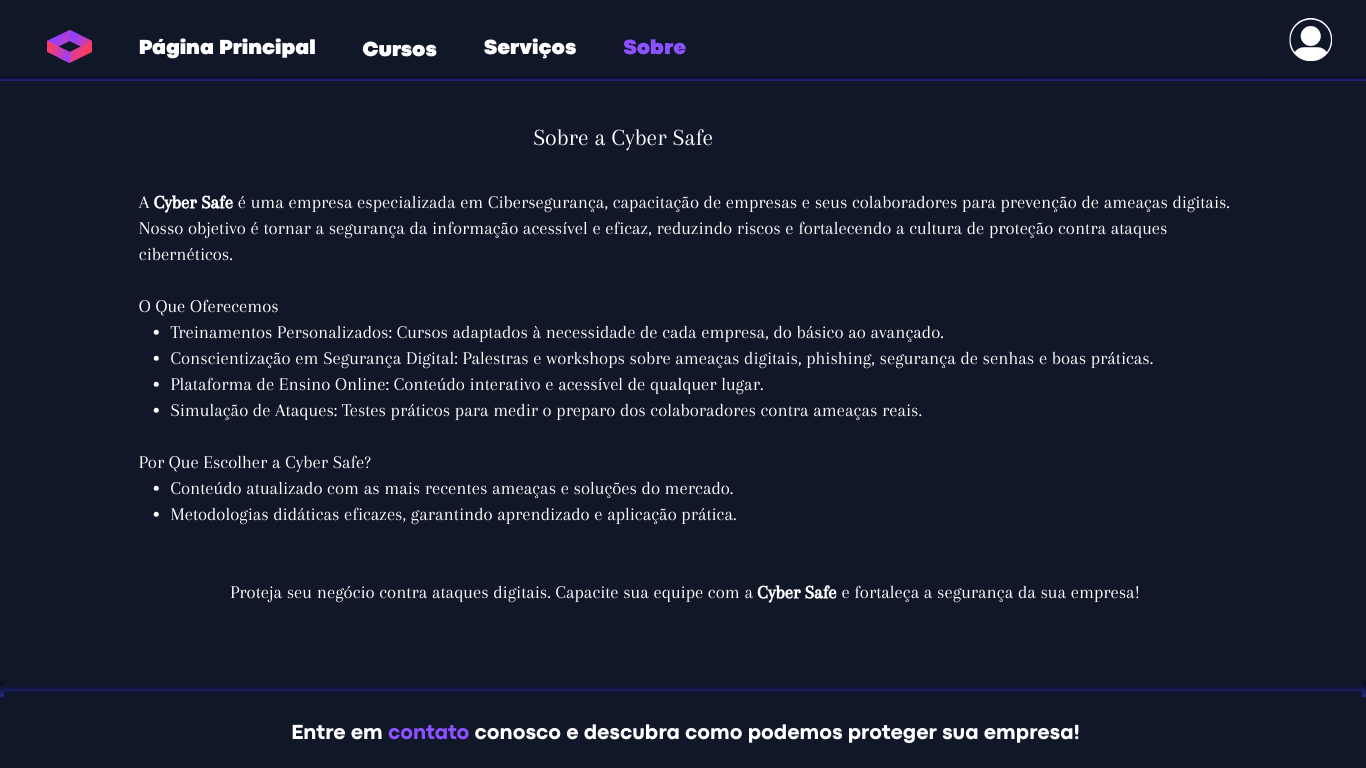 Página Principal Cursos Serviços Sobre
Sobre a Cyber Safe
A Cyber Safe é uma empresa especializada em Cibersegurança, capacitação de empresas e seus colaboradores para prevenção de ameaças digitais.
Nosso objetivo é tornar a segurança da informação acessível e eficaz, reduzindo riscos e fortalecendo a cultura de proteção contra ataques
cibernéticos.
O Que Oferecemos
• Treinamentos Personalizados: Cursos adaptados à necessidade de cada empresa, do básico ao avançado.
• Conscientização em Segurança Digital: Palestras e workshops sobre ameaças digitais, phishing, segurança de senhas e boas práticas.
• Plataforma de Ensino Online: Conteúdo interativo e acessível de qualquer lugar.
• Simulação de Ataques: Testes práticos para medir o preparo dos colaboradores contra ameaças reais.
Por Que Escolher a Cyber Safe?
• Conteúdo atualizado com as mais recentes ameaças e soluções do mercado.
• Metodologias didáticas eficazes, garantindo aprendizado e aplicação prática.
Proteja seu negócio contra ataques digitais. Capacite sua equipe com a Cyber Safe e fortaleça a segurança da sua empresa!
Entre em contato conosco e descubra como podemos proteger sua empresa!